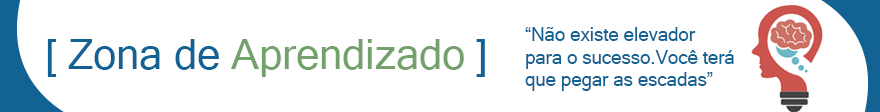 [ Zona de Aprendizado ]
“Não existe elevador
para o sucesso.Você terá
que pegar as escadas”